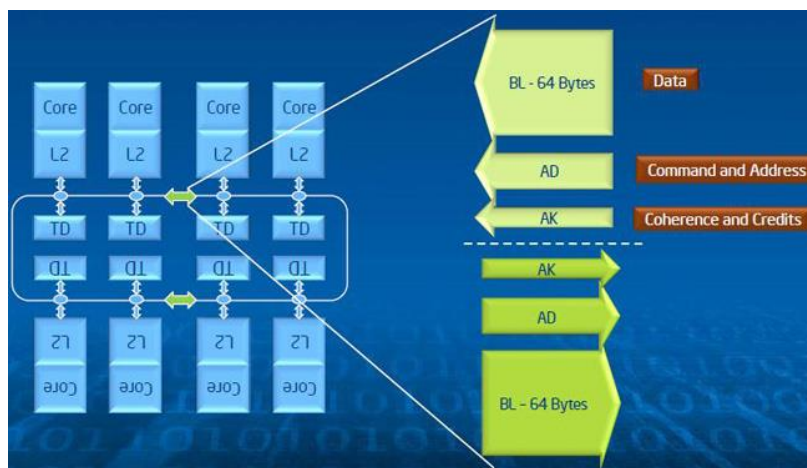 Core Core Core Core
L2 L2 L2 L2
TD TD TD TD
TD TD TD TD
L2 L2 L2 L2
Core Core Core Core
BL - 64 Bytes
Data
AD
Command and Address
AK
Coherence and Credits
AK
AD
BL - 64 Bytes